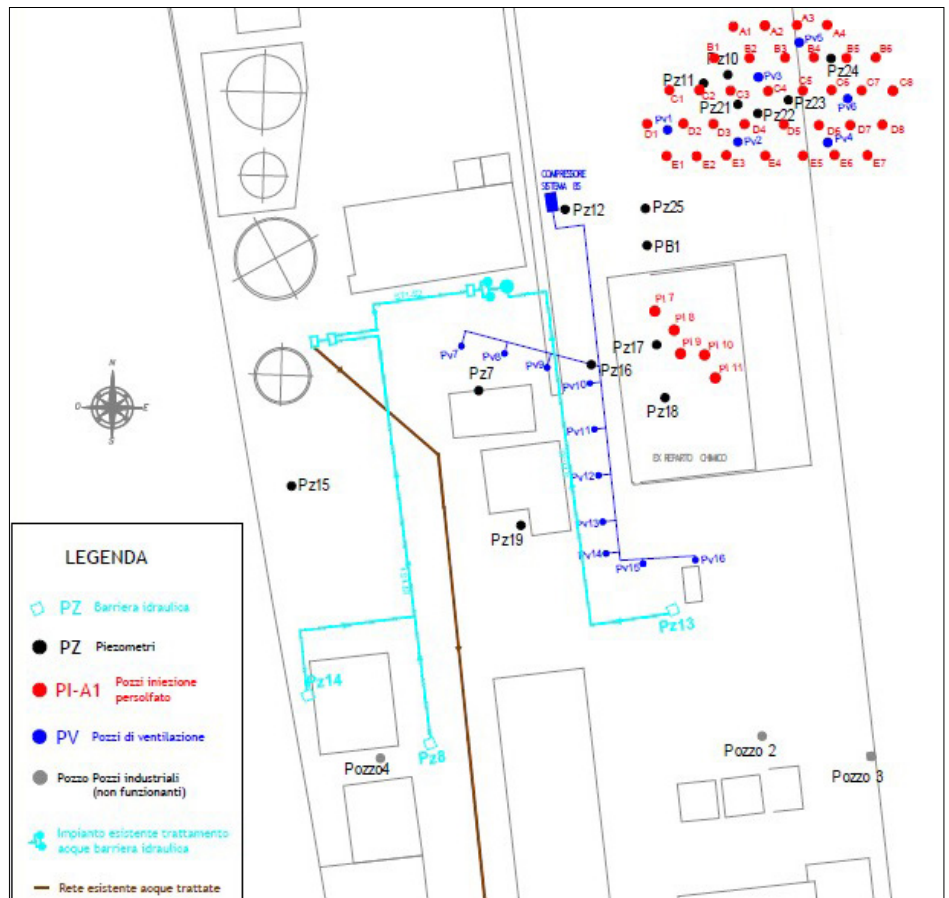 A1 A2 A3 A4
Pv5
B1 B2 B3 B4 B5 B6
Pz10 Pv3 Pz24
Pz11
C1 C2 C3 C4 C5 C6 C7 C8
Pz21 Pz22 Pz23 Pv6
Pv1
D1 D2 D3 D4 D5 D6 D7 D8
Pv2 Pv4
E1 E2 E3 E4 E5 E6 E7
COMPRESSORE
SISTEMA BS
Pz12
Pz25
PB1
PI 7
PI 8
Pz17 PI 9 PI 10
PI 11
Pv7 Pv8 Pv9
Pz16
Pz7
Pv10
Pz18
Pv11
EX REPARTO CHIMICO
Pv12
Pz15
Pv13
Pz19
Pv14
Pv15 Pv16
N
O E
S
Pz13
Pz14
Pz8
Pozzo4
Pozzo 2
Pozzo 3
LEGENDA
PZ Barriera idraulica
PZ Piezometri
PI-A1 Pozzi iniezione
persolfato
PV Pozzi di ventilazione
Pozzo Pozzi industriali
(non funzionanti)
Impianto esistente trattamento
acque barriera idraulica
Rete esistente acque trattate